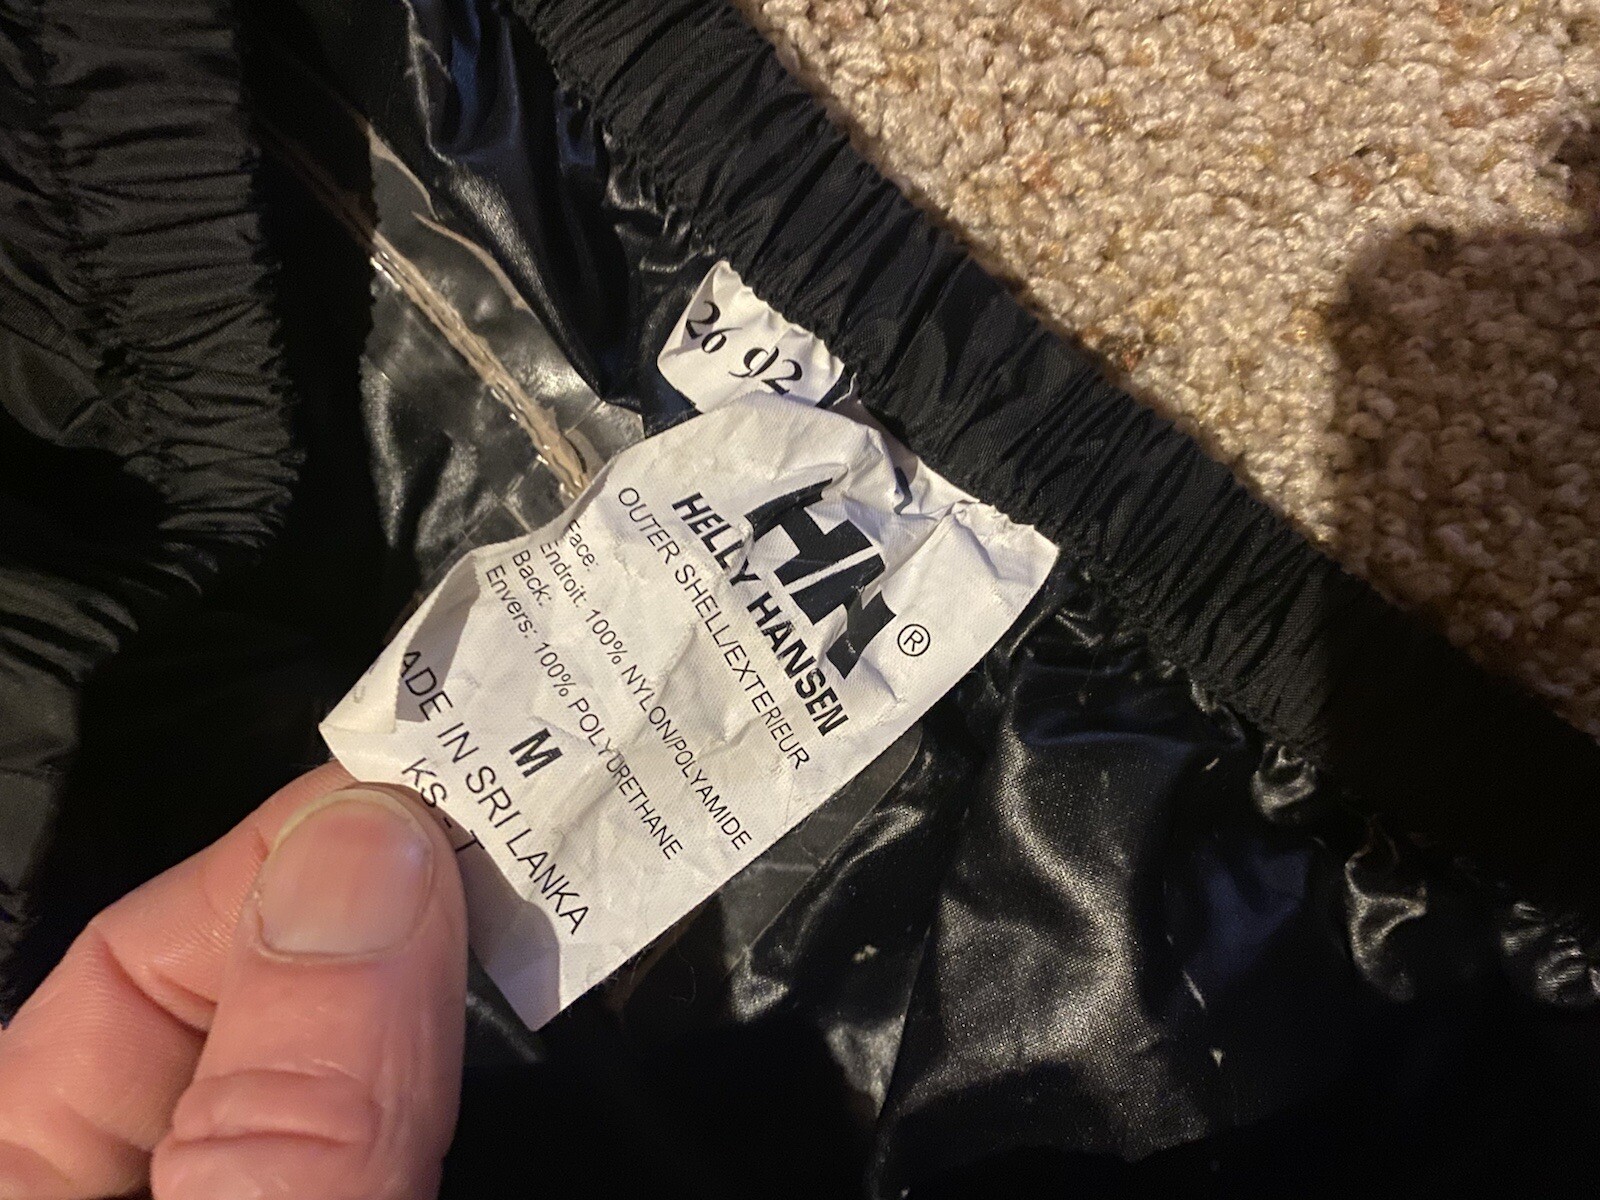 26 92
HH®
HELLY HANSEN
OUTER SHELL/EXTERIEUR
Face:
Endroit: 100% NYLON/POLYAMIDE
Back:
Envers: 100% POLYURETHANE
M
ADE IN SRI LANKA
KS - T